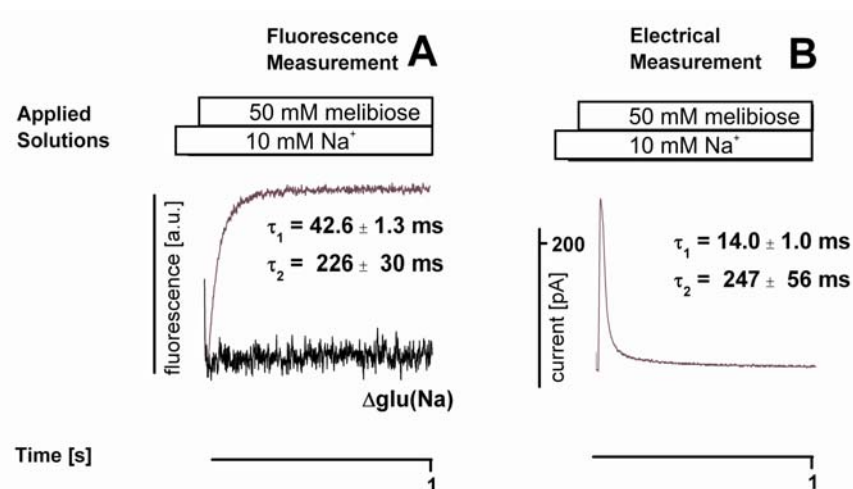 Fluorescence
Measurement A
Electrical
Measurement B
Applied
Solutions
50 mM melibiose
10 mM Na⁺
50 mM melibiose
10 mM Na⁺
fluorescence [a.u.]
τ₁ = 42.6 ± 1.3 ms
τ₂ = 226 ± 30 ms
Δglu(Na)
200
current [pA]
τ₁ = 14.0 ± 1.0 ms
τ₂ = 247 ± 56 ms
Time [s]
1
1